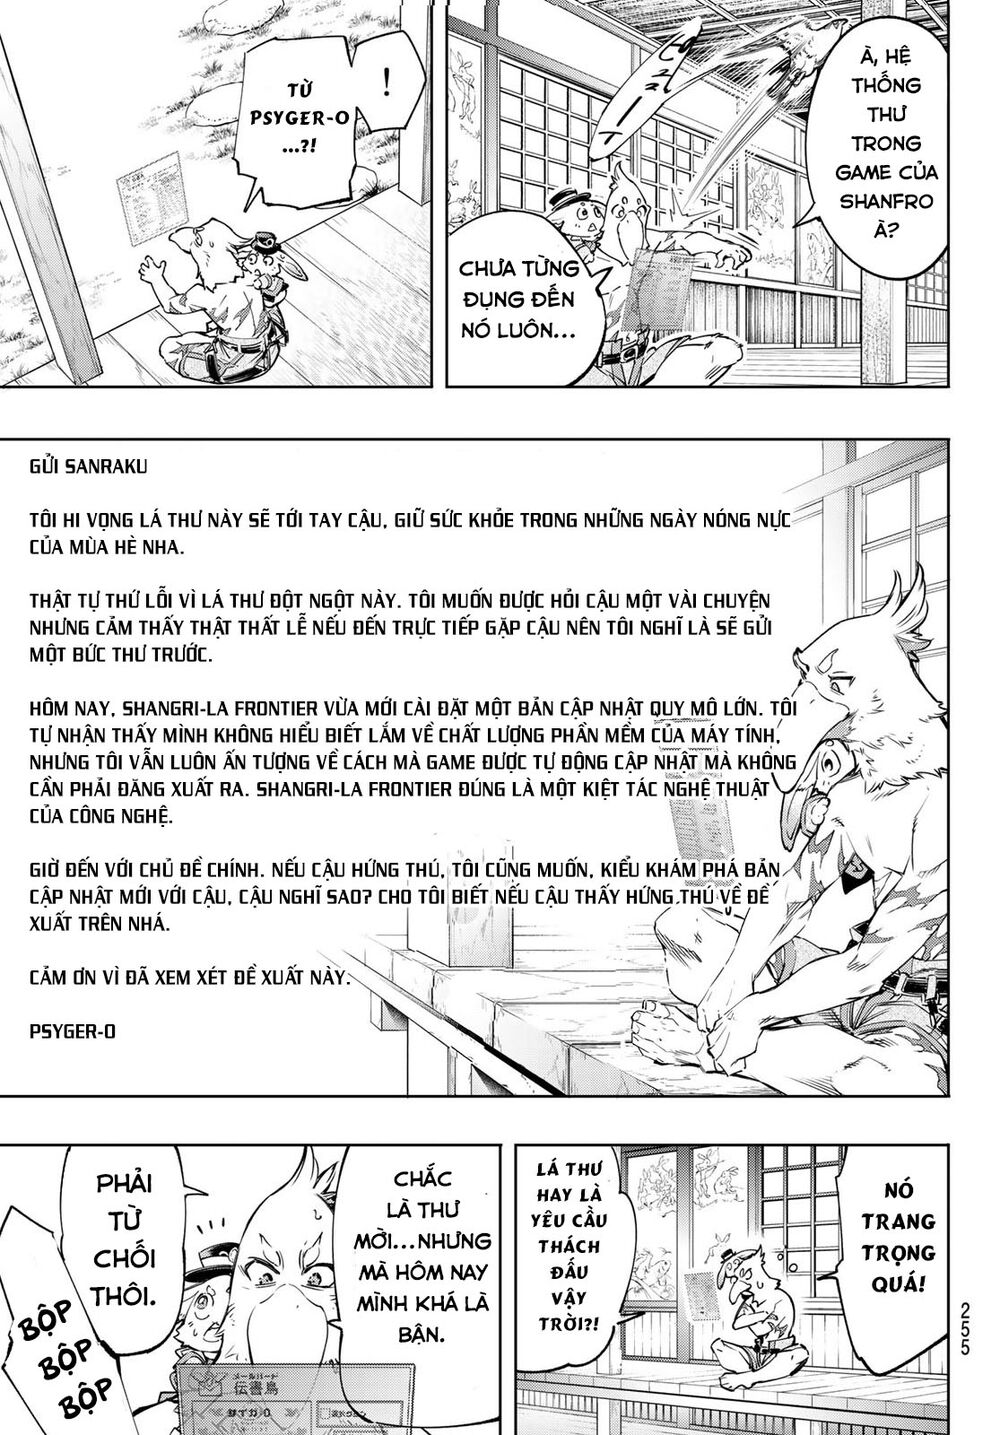 À, HỆ
THỐNG
THƯ
TRONG
GAME CỦA
SHANFRO
À?
CHƯA TỪNG
ĐỤNG ĐẾN
NÓ LUÔN...
!
TỪ
PSYGER-O
...?!
GỬI SANRAKU
TÔI HI VỌNG LÁ THƯ NÀY SẼ TỚI TAY CẬU, GIỮ SỨC KHỎE TRONG NHỮNG NGÀY NÓNG NỰC
CỦA MÙA HÈ NHA.
THẬT TỰ THỨ LỖI VÌ LÁ THƯ ĐỘT NGỘT NÀY. TÔI MUỐN ĐƯỢC HỎI CẬU MỘT VÀI CHUYỆN
NHƯNG CẢM THẤY THẬT THẤT LỄ NẾU ĐẾN TRỰC TIẾP GẶP CẬU NÊN TÔI NGHĨ LÀ SẼ GỬI
MỘT BỨC THƯ TRƯỚC.
HÔM NAY, SHANGRI-LA FRONTIER VỪA MỚI CÀI ĐẶT MỘT BẢN CẬP NHẬT QUY MÔ LỚN. TÔI
TỰ NHẬN THẤY MÌNH KHÔNG HIỂU BIẾT LẮM VỀ CHẤT LƯỢNG PHẦN MỀM CỦA MÁY TÍNH,
NHƯNG TÔI VẪN LUÔN ẤN TƯỢNG VỀ CÁCH MÀ GAME ĐƯỢC TỰ ĐỘNG CẬP NHẬT MÀ KHÔNG
CẦN PHẢI ĐĂNG XUẤT RA. SHANGRI-LA FRONTIER ĐÚNG LÀ MỘT KIỆT TÁC NGHỆ THUẬT
CỦA CÔNG NGHỆ.
GIỜ ĐẾN VỚI CHỦ ĐỀ CHÍNH. NẾU CẬU HỨNG THÚ, TÔI CŨNG MUỐN, KIỂU KHÁM PHÁ BẢN
CẬP NHẬT MỚI VỚI CẬU, CẬU NGHĨ SAO? CHO TÔI BIẾT NẾU CẬU THẤY HỨNG THÚ VỀ ĐỀ
XUẤT TRÊN NHÁ.
CẢM ƠN VÌ ĐÃ XEM XÉT ĐỀ XUẤT NÀY.
PSYGER-O
NÓ
TRANG
TRỌNG
QUÁ!
LÁ THƯ
HAY LÀ
YÊU CẦU
THÁCH
ĐẤU
VẬY
TRỜI?!
CHẮC
LÀ THƯ
MỜI...NHƯNG
MÀ HÔM NAY
MÌNH KHÁ LÀ
BẬN.
PHẢI
TỪ
CHỐI
THÔI.
BỘP
BỘP
BỘP
メールバード
伝書鳥
サイガ-0
255